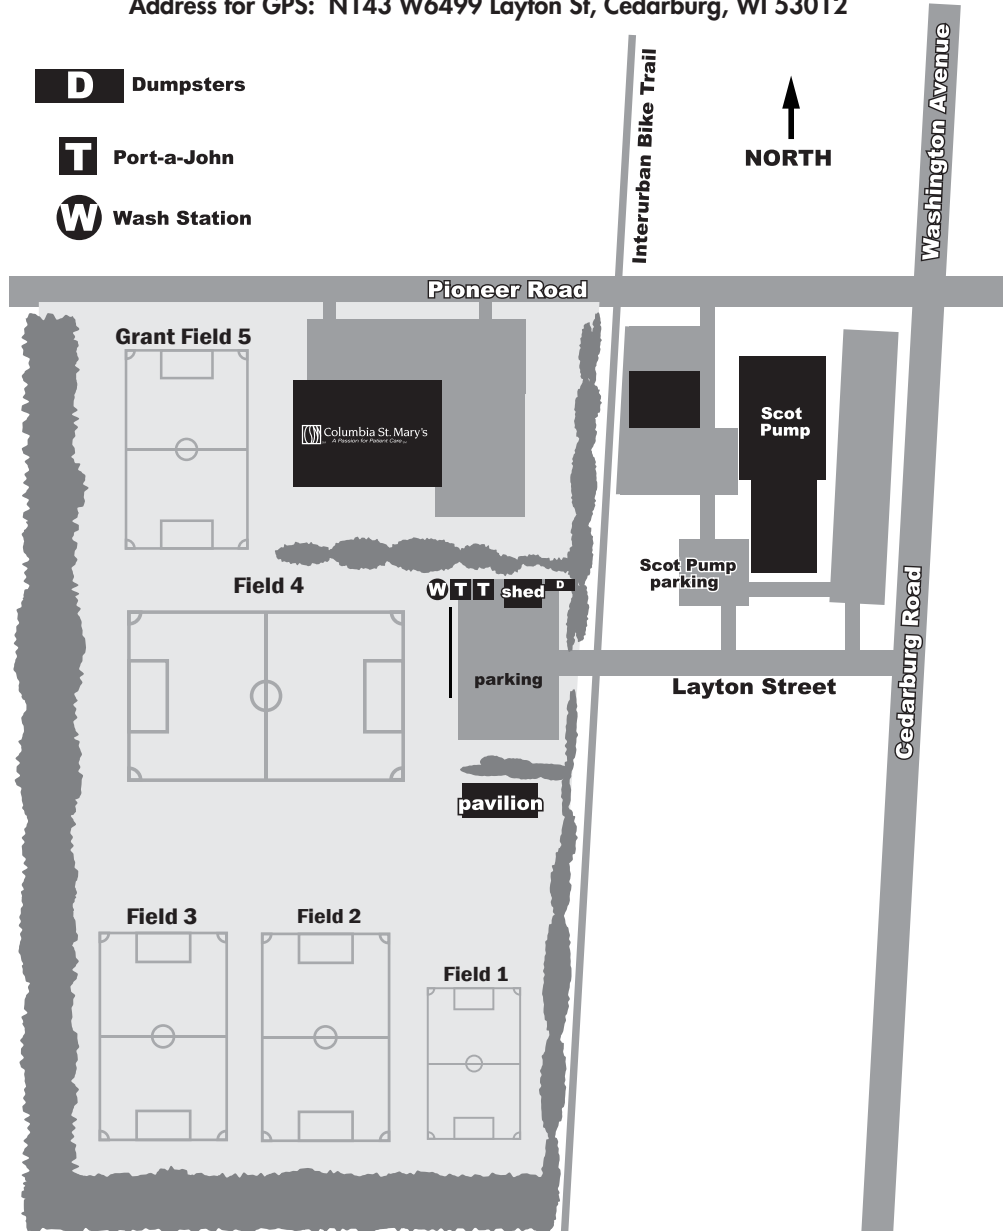 Address for GPS: N143 W6499 Layton St, Cedarburg, WI 53012
D Dumpsters
T Port-a-John
W Wash Station
Interurban Bike Trail
NORTH
Washington Avenue
Pioneer Road
Grant Field 5
Columbia St. Mary's
A Passion for Patient Care
Scot
Pump
Field 4
W T T shed D
Scot Pump
parking
parking
Layton Street
Cedarburg Road
pavilion
Field 3
Field 2
Field 1